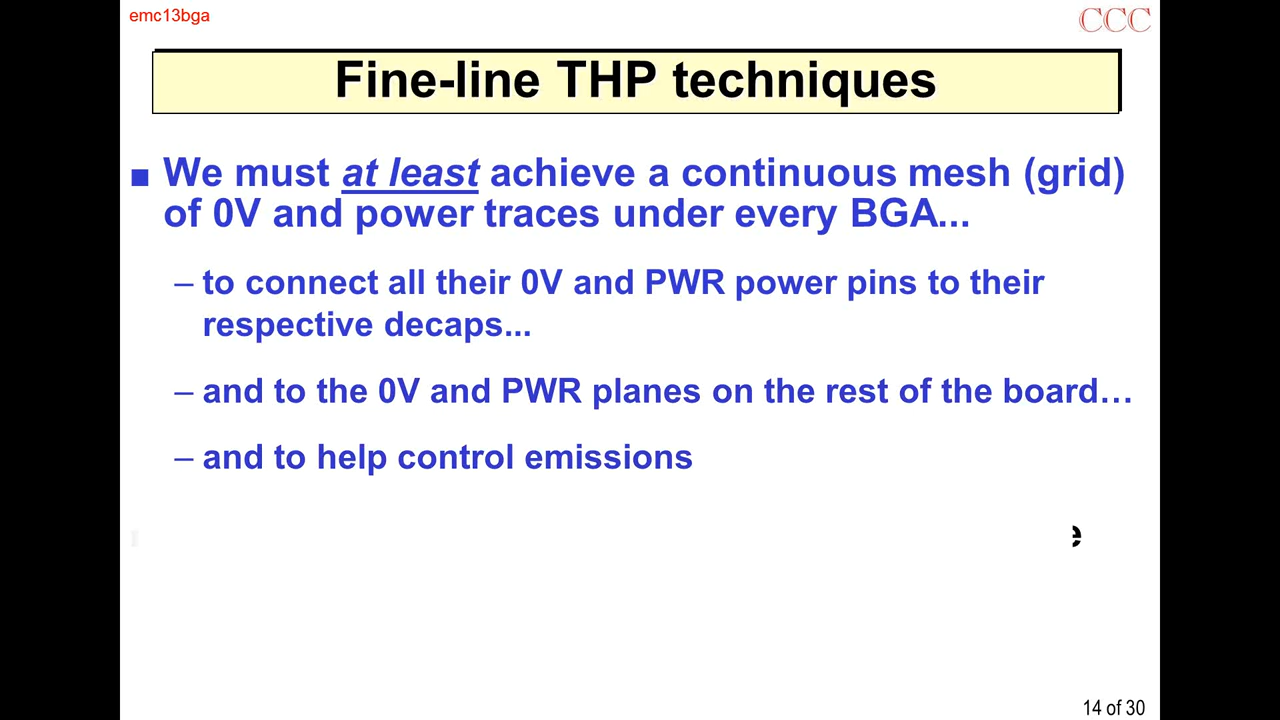 emc13bga
CCC
Fine-line THP techniques
■ We must at least achieve a continuous mesh (grid)
of 0V and power traces under every BGA...
– to connect all their 0V and PWR power pins to their
respective decaps...
– and to the 0V and PWR planes on the rest of the board…
– and to help control emissions
14 of 30